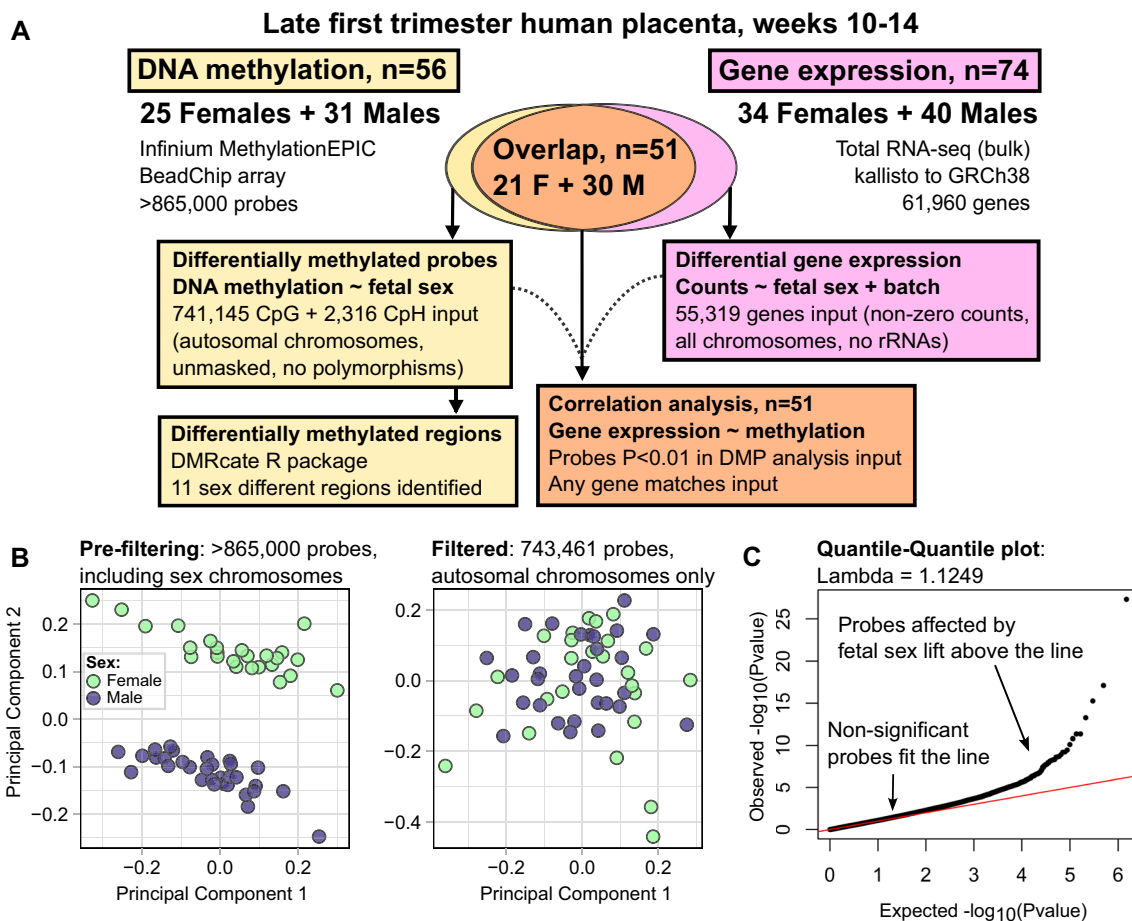 A
Late first trimester human placenta, weeks 10-14
DNA methylation, n=56
25 Females + 31 Males
Infinium MethylationEPIC
BeadChip array
>865,000 probes
Overlap, n=51
21 F + 30 M
Gene expression, n=74
34 Females + 40 Males
Total RNA-seq (bulk)
kallisto to GRCh38
61,960 genes
Differentially methylated probes
DNA methylation ~ fetal sex
741,145 CpG + 2,316 CpH input
(autosomal chromosomes,
unmasked, no polymorphisms)
Differential gene expression
Counts ~ fetal sex + batch
55,319 genes input (non-zero counts,
all chromosomes, no rRNAs)
Differentially methylated regions
DMRcate R package
11 sex different regions identified
Correlation analysis, n=51
Gene expression ~ methylation
Probes P<0.01 in DMP analysis input
Any gene matches input
B
Pre-filtering: >865,000 probes,
including sex chromosomes
Principal Component 2
0.2
0.1
0.0
−0.1
−0.2
Sex:
Female
Male
−0.2
0.0
0.2
Principal Component 1
Filtered: 743,461 probes,
autosomal chromosomes only
0.2
0.0
−0.2
−0.4
−0.2
0.0
0.2
Principal Component 1
C
Quantile-Quantile plot:
Lambda = 1.1249
Observed -log10(Pvalue)
25
20
15
10
5
0
Probes affected by
fetal sex lift above the line
Non-significant
probes fit the line
0 1 2 3 4 5 6
Expected -log10(Pvalue)